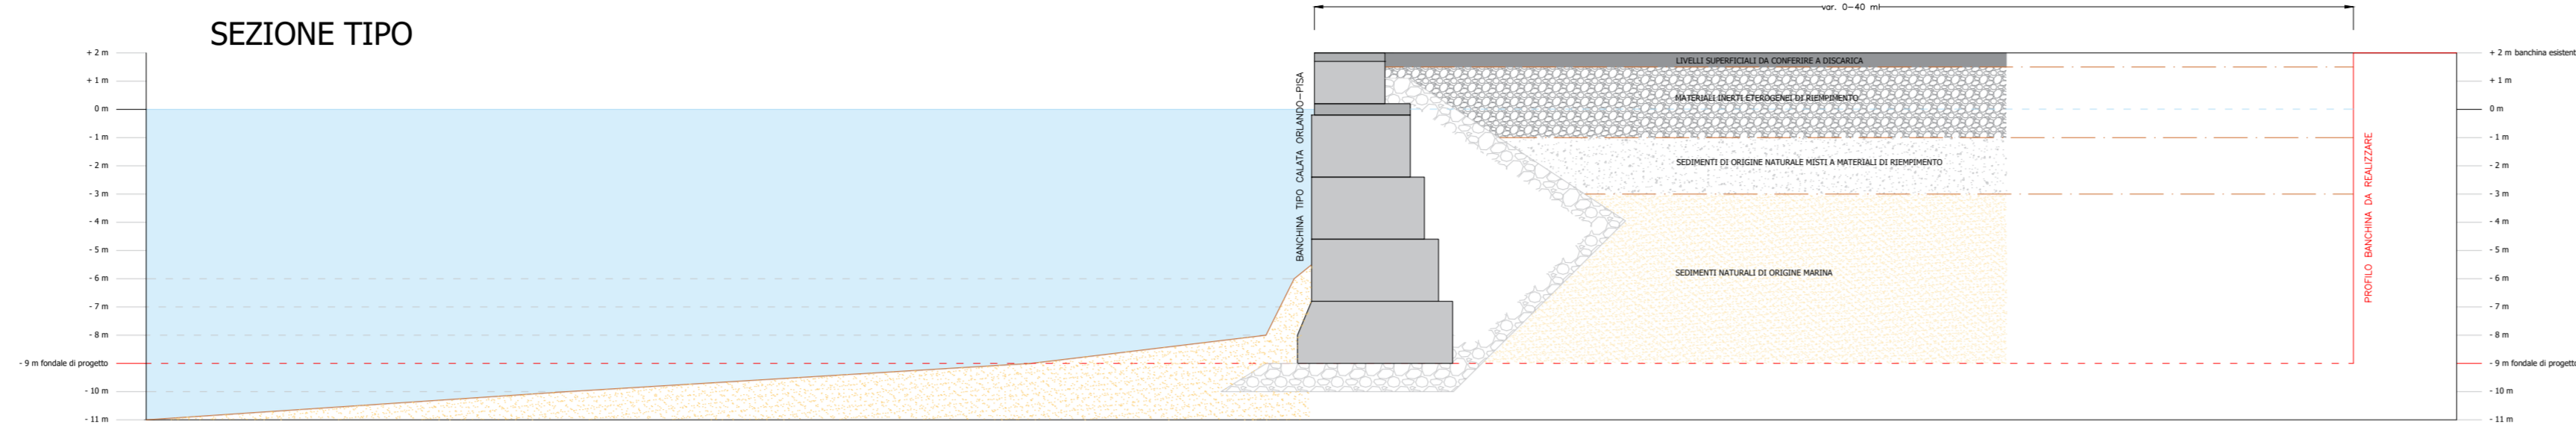 SEZIONE TIPO
var. 0-40 ml
+ 2 m
+ 1 m
0 m
- 1 m
- 2 m
- 3 m
- 4 m
- 5 m
- 6 m
- 7 m
- 8 m
- 9 m fondale di progetto
- 10 m
- 11 m
BANCHINA TIPO CALATA ORLANDO-PISA
LIVELLI SUPERFICIALI DA CONFERIRE A DISCARICA
MATERIALI INERTI ETEROGENEI DI RIEMPIMENTO
SEDIMENTI DI ORIGINE NATURALE MISTI A MATERIALI DI RIEMPIMENTO
SEDIMENTI NATURALI DI ORIGINE MARINA
PROFILO BANCHINA DA REALIZZARE
+ 2 m banchina esistent
+ 1 m
0 m
- 1 m
- 2 m
- 3 m
- 4 m
- 5 m
- 6 m
- 7 m
- 8 m
- 9 m fondale di progetto
- 10 m
- 11 m